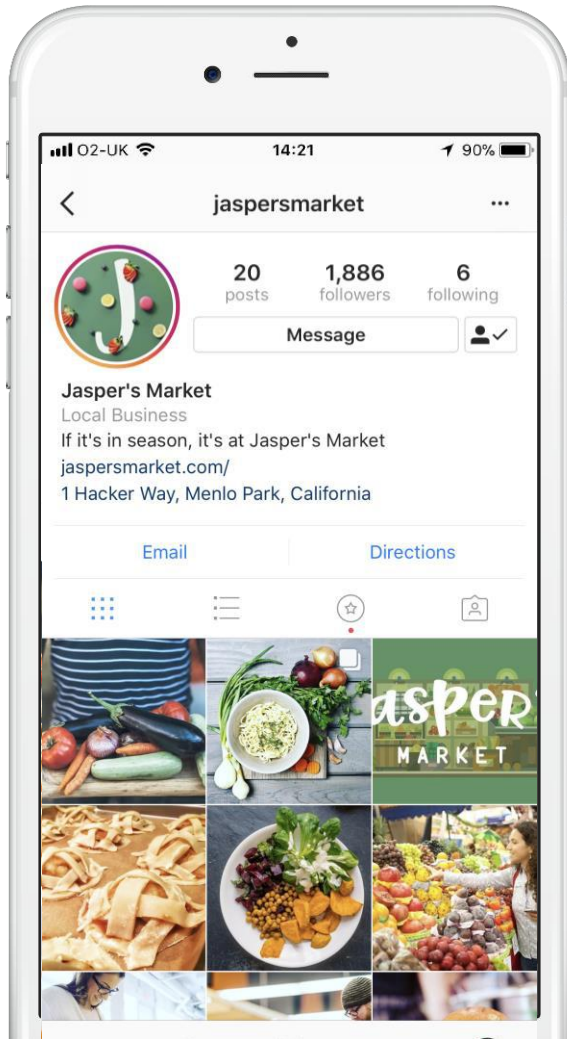 O2-UK 14:21 90%
jaspersmarket
20 1,886 6
posts followers following
Message
J
Jasper's Market
Local Business
If it's in season, it's at Jasper's Market
jaspersmarket.com/
1 Hacker Way, Menlo Park, California
Email Directions
asper'
MARKET